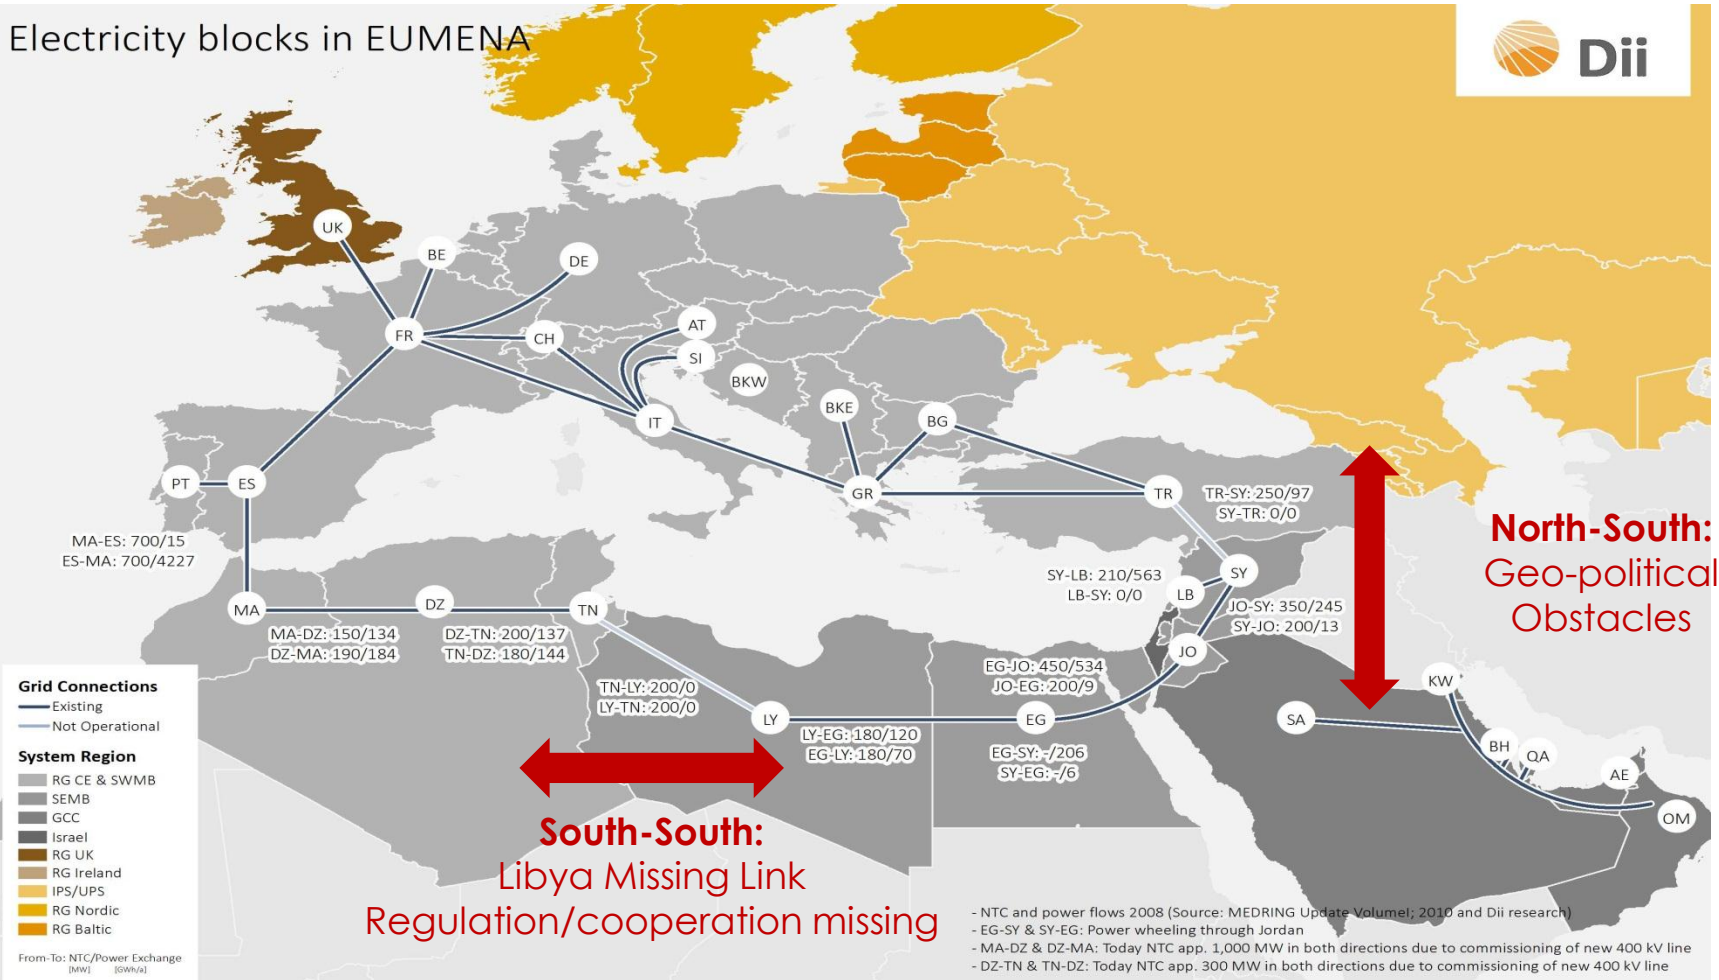 Electricity blocks in EUMENA
Dii
UK
BE
DE
FR
CH
AT
SI
BKW
IT
BKE
BG
PT
ES
GR
TR
TR-SY: 250/97
SY-TR: 0/0
North-South:
Geo-political
Obstacles
MA-ES: 700/15
ES-MA: 700/4227
SY
SY-LB: 210/563
LB-SY: 0/0
LB
JO-SY: 350/245
SY-JO: 200/13
MA
DZ
TN
MA-DZ: 150/134
DZ-MA: 190/184
DZ-TN: 200/137
TN-DZ: 180/144
JO
EG-JO: 450/534
JO-EG: 200/9
TN-LY: 200/0
LY-TN: 200/0
KW
LY
EG
SA
LY-EG: 180/120
EG-LY: 180/70
EG-SY: -/206
SY-EG: -/6
BH
QA
AE
OM
South-South:
Libya Missing Link
Regulation/cooperation missing
Grid Connections
Existing
Not Operational
System Region
RG CE & SWMB
SEMB
GCC
Israel
RG UK
RG Ireland
IPS/UPS
RG Nordic
RG Baltic
From-To: NTC/Power Exchange
[MW] [GWh/a]
- NTC and power flows 2008 (Source: MEDRING Update VolumeI; 2010 and Dii research)
- EG-SY & SY-EG: Power wheeling through Jordan
- MA-DZ & DZ-MA: Today NTC app. 1,000 MW in both directions due to commissioning of new 400 kV line
- DZ-TN & TN-DZ: Today NTC app. 300 MW in both directions due to commissioning of new 400 kV line